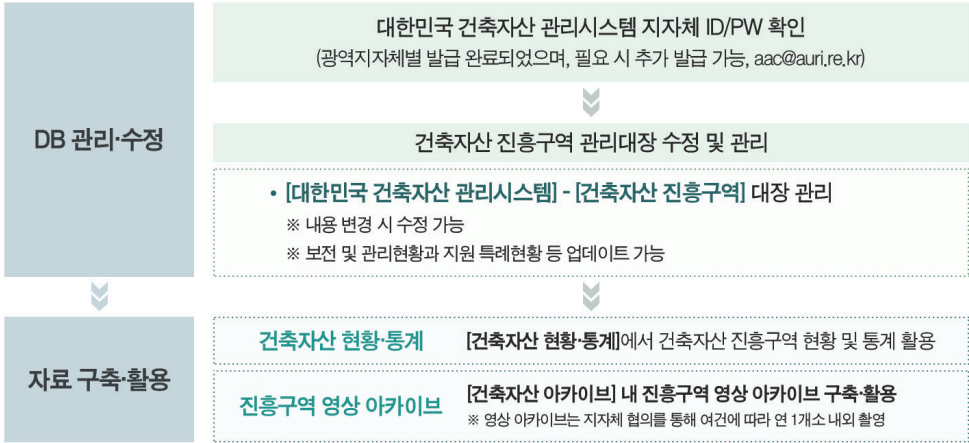 DB 관리·수정
대한민국 건축자산 관리시스템 지자체 ID/PW 확인
(광역지자체별 발급 완료되었으며, 필요 시 추가 발급 가능, aac@auri.re.kr)
건축자산 진흥구역 관리대장 수정 및 관리
• [대한민국 건축자산 관리시스템] - [건축자산 진흥구역] 대장 관리
※ 내용 변경 시 수정 가능
※ 보전 및 관리현황과 지원 특례현황 등 업데이트 가능
자료 구축·활용
건축자산 현황·통계
[건축자산 현황·통계]에서 건축자산 진흥구역 현황 및 통계 활용
진흥구역 영상 아카이브
[건축자산 아카이브] 내 진흥구역 영상 아카이브 구축·활용
※ 영상 아카이브는 지자체 협의를 통해 여건에 따라 연 1개소 내외 촬영